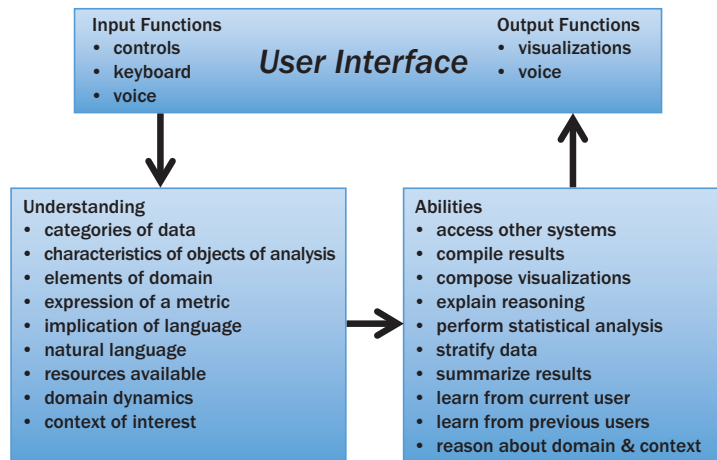 Input Functions
• controls
• keyboard
• voice
User Interface
Output Functions
• visualizations
• voice
Understanding
• categories of data
• characteristics of objects of analysis
• elements of domain
• expression of a metric
• implication of language
• natural language
• resources available
• domain dynamics
• context of interest
Abilities
• access other systems
• compile results
• compose visualizations
• explain reasoning
• perform statistical analysis
• stratify data
• summarize results
• learn from current user
• learn from previous users
• reason about domain & context